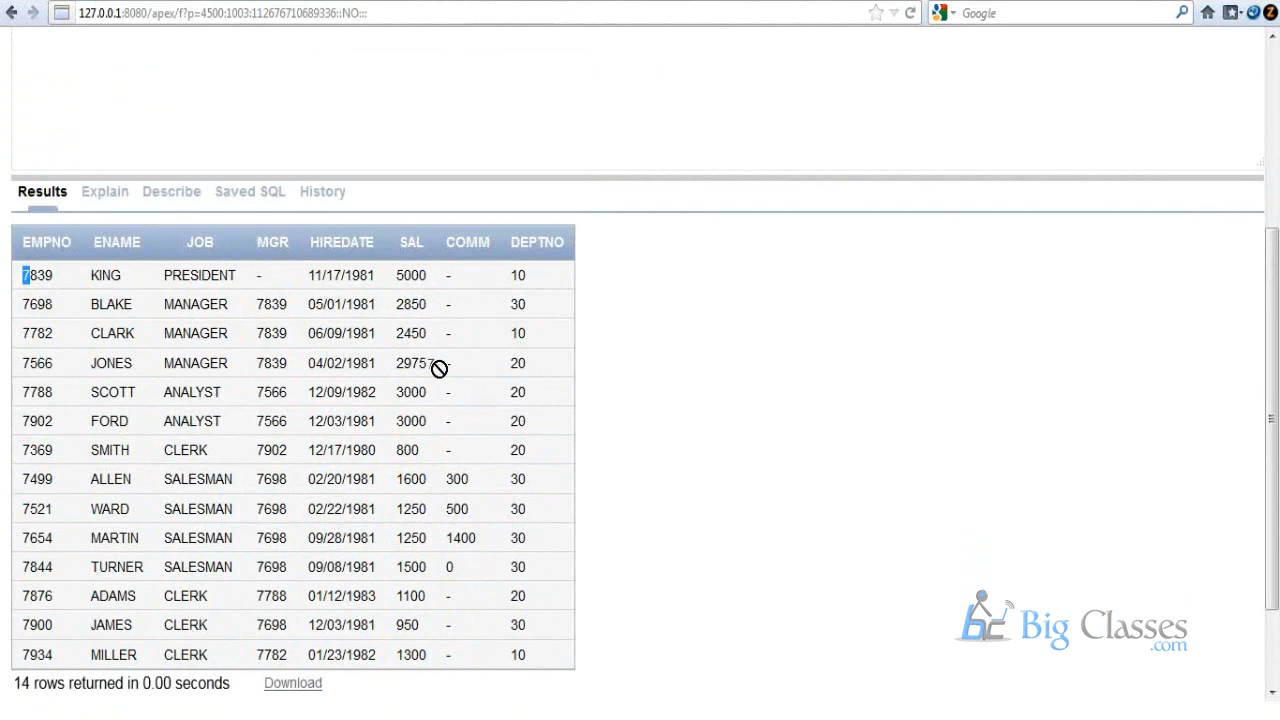 127.0.0.1:8080/apex/f?p=4500:1003:112676710689336::NO::: Google
Results Explain Describe Saved SQL History
EMPNO ENAME JOB MGR HIREDATE SAL COMM DEPTNO
7839 KING PRESIDENT - 11/17/1981 5000 - 10
7698 BLAKE MANAGER 7839 05/01/1981 2850 - 30
7782 CLARK MANAGER 7839 06/09/1981 2450 - 10
7566 JONES MANAGER 7839 04/02/1981 2975 - 20
7788 SCOTT ANALYST 7566 12/09/1982 3000 - 20
7902 FORD ANALYST 7566 12/03/1981 3000 - 20
7369 SMITH CLERK 7902 12/17/1980 800 - 20
7499 ALLEN SALESMAN 7698 02/20/1981 1600 300 30
7521 WARD SALESMAN 7698 02/22/1981 1250 500 30
7654 MARTIN SALESMAN 7698 09/28/1981 1250 1400 30
7844 TURNER SALESMAN 7698 09/08/1981 1500 0 30
7876 ADAMS CLERK 7788 01/12/1983 1100 - 20
7900 JAMES CLERK 7698 12/03/1981 950 - 30
7934 MILLER CLERK 7782 01/23/1982 1300 - 10
14 rows returned in 0.00 seconds Download
bc Big Classes
.com